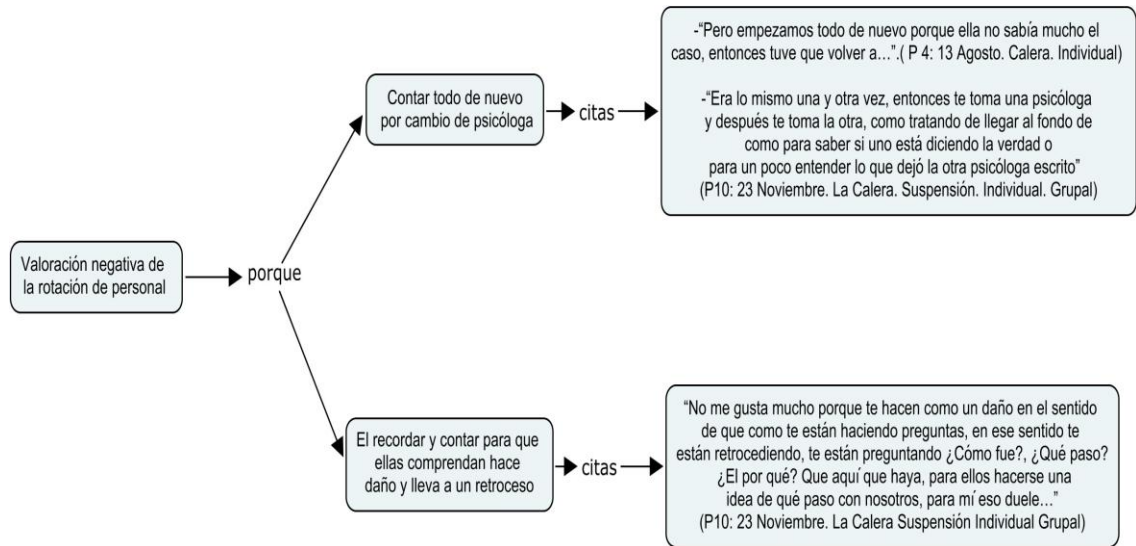 Valoración negativa de
la rotación de personal
porque
Contar todo de nuevo
por cambio de psicóloga
citas
-“Pero empezamos todo de nuevo porque ella no sabía mucho el
caso, entonces tuve que volver a…”.( P 4: 13 Agosto. Calera. Individual)
-“Era lo mismo una y otra vez, entonces te toma una psicóloga
y después te toma la otra, como tratando de llegar al fondo de
como para saber si uno está diciendo la verdad o
para un poco entender lo que dejó la otra psicóloga escrito”
(P10: 23 Noviembre. La Calera. Suspensión. Individual. Grupal)
El recordar y contar para que
ellas comprendan hace
daño y lleva a un retroceso
citas
“No me gusta mucho porque te hacen como un daño en el sentido
de que como te están haciendo preguntas, en ese sentido te
están retrocediendo, te están preguntando ¿Cómo fue?, ¿Qué paso?
¿El por qué? Que aquí que haya, para ellos hacerse una
idea de qué paso con nosotros, para mí eso duele…”
(P10: 23 Noviembre. La Calera Suspensión Individual Grupal)